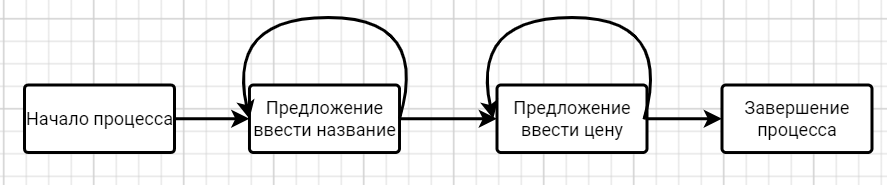 Начало процесса
Предложение
ввести название
Предложение
ввести цену
Завершение
процесса